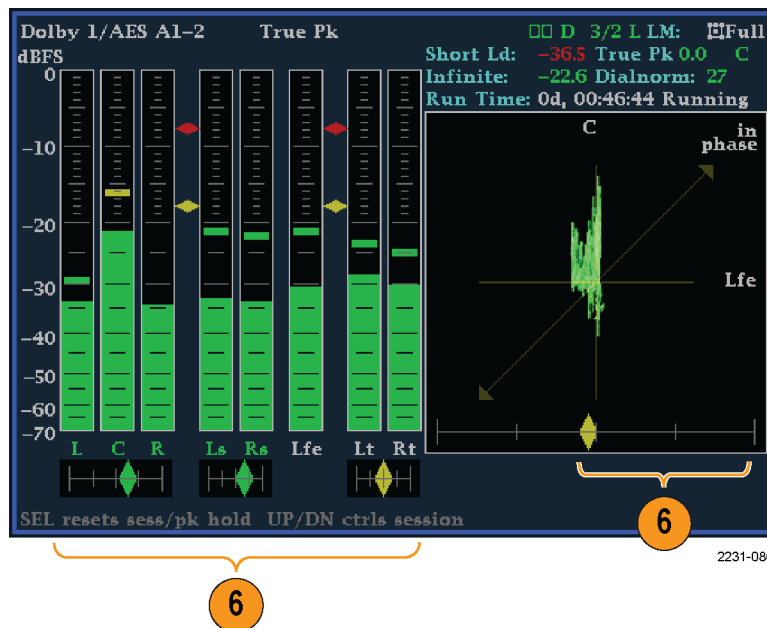 Dolby 1/AES A1-2 True Pk D 3/2 L LM: Full
dBFS
Short Ld: -36.5 True Pk 0.0 C
Infinite: -22.6 Dialnorm: 27
Run Time: 0d, 00:46:44 Running
0
-10
-20
-30
-40
-50
-60
-70
C
in phase
Lfe
L C R Ls Rs Lfe Lt Rt
SEL resets sess/pk hold UP/DN ctrls session
6
6